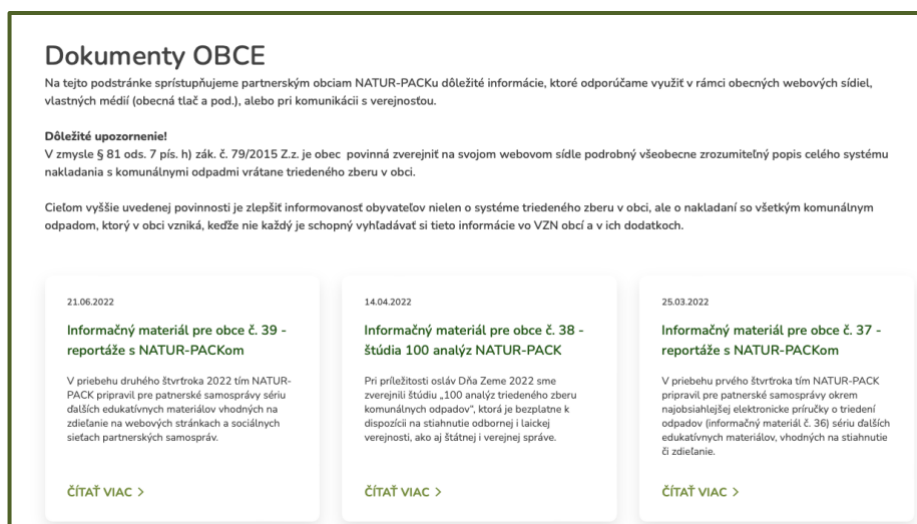 Dokumenty OBCE
Na tejto podstránke sprístupňujeme partnerským obciam NATUR-PACKu dôležité informácie, ktoré odporúčame využiť v rámci obecných webových sídiel,
vlastných médií (obecná tlač a pod.), alebo pri komunikácii s verejnosťou.
Dôležité upozornenie!
V zmysle § 81 ods. 7 pís. h) zák. č. 79/2015 Z.z. je obec povinná zverejniť na svojom webovom sídle podrobný všeobecne zrozumiteľný popis celého systému
nakladania s komunálnymi odpadmi vrátane triedeného zberu v obci.
Cieľom vyššie uvedenej povinnosti je zlepšiť informovanosť obyvateľov nielen o systéme triedeného zberu v obci, ale o nakladaní so všetkým komunálnym
odpadom, ktorý v obci vzniká, keďže nie každý je schopný vyhľadávať si tieto informácie vo VZN obcí a v ich dodatkoch.
21.06.2022
Informačný materiál pre obce č. 39 -
reportáže s NATUR-PACKom
V priebehu druhého štvrťroka 2022 tím NATUR-
PACK pripravil pre patnerské samosprávy sériu
ďalších edukatívnych materiálov vhodných na
zdieľanie na webových stránkach a sociálnych
sieťach partnerských samospráv.
ČÍTAŤ VIAC >
14.04.2022
Informačný materiál pre obce č. 38 -
štúdia 100 analýz NATUR-PACK
Pri príležitosti osláv Dňa Zeme 2022 sme
zverejnili štúdiu „100 analýz triedeného zberu
komunálnych odpadov", ktorá je bezplatne k
dispozícii na stiahnutie odbornej i laickej
verejnosti, ako aj štátnej i verejnej správe.
ČÍTAŤ VIAC >
25.03.2022
Informačný materiál pre obce č. 37 -
reportáže s NATUR-PACKom
V priebehu prvého štvrťroka tím NATUR-PACK
pripravil pre patnerské samosprávy okrem
najobsiahlejšej elektronicke príručky o triedení
odpadov (informačný materiál č. 36) sériu ďalších
edukatívnych materiálov, vhodných na stiahnutie
či zdieľanie.
ČÍTAŤ VIAC >